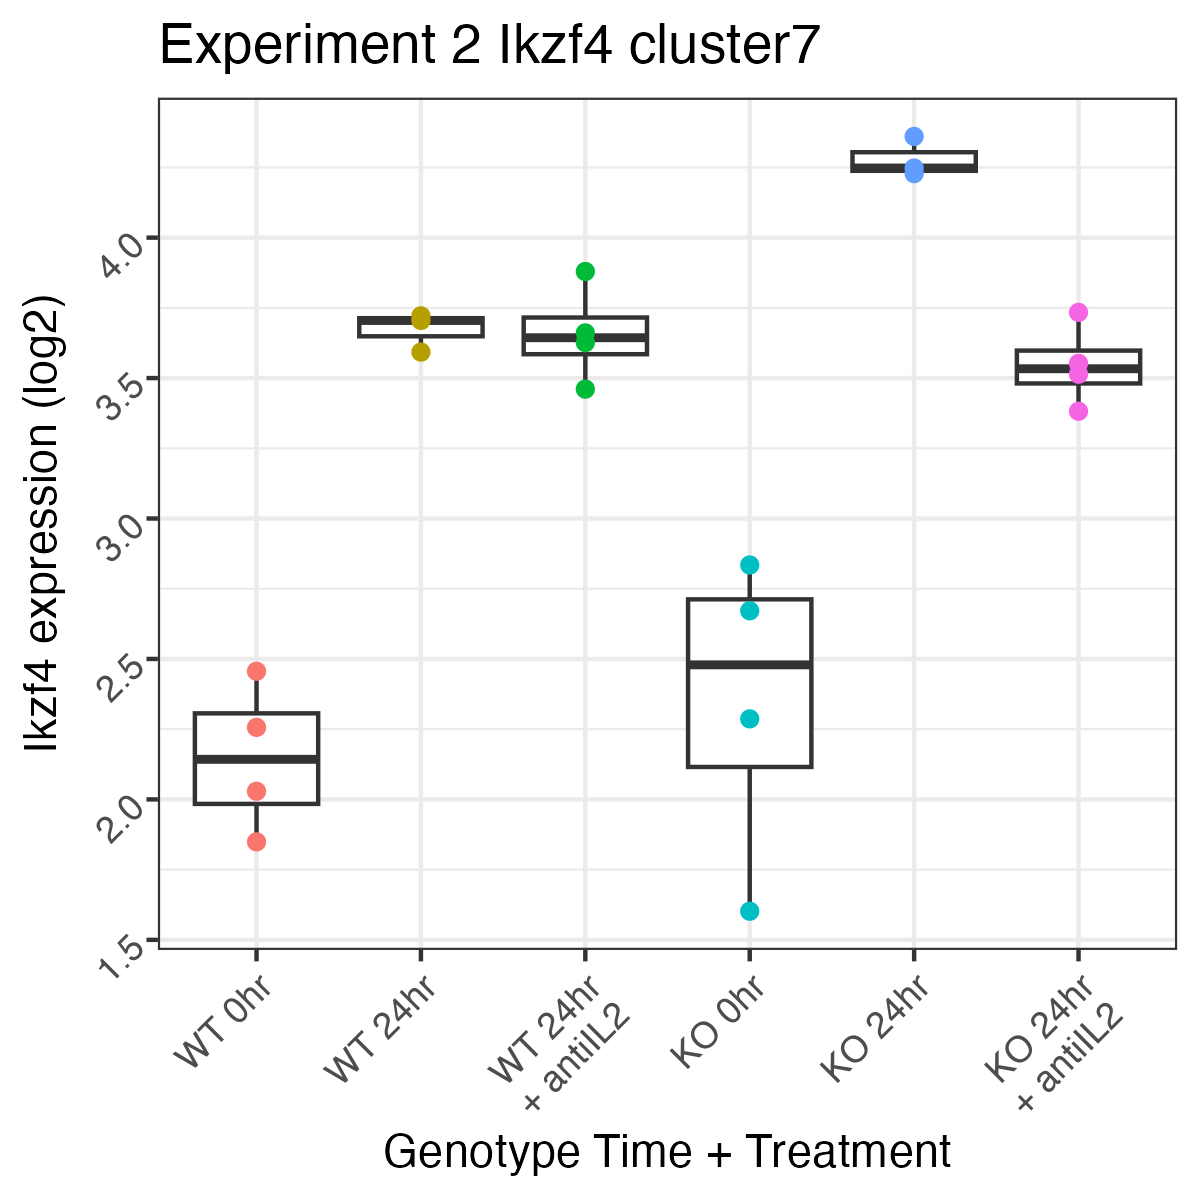 Experiment 2 Ikzf4 cluster7
Ikzf4 expression (log2)
4.0
3.5
3.0
2.5
2.0
1.5
WT 0hr
WT 24hr
WT 24hr
+ antiIL2
KO 0hr
KO 24hr
KO 24hr
+ antiIL2
Genotype Time + Treatment